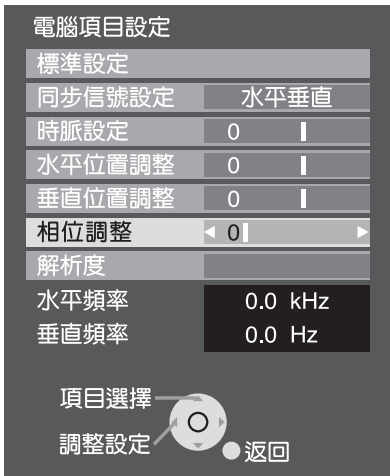 電腦項目設定
標準設定
同步信號設定 水平垂直
時脈設定 0
水平位置調整 0
垂直位置調整 0
相位調整 0
解析度
水平頻率 0.0 kHz
垂直頻率 0.0 Hz
項目選擇
調整設定 返回